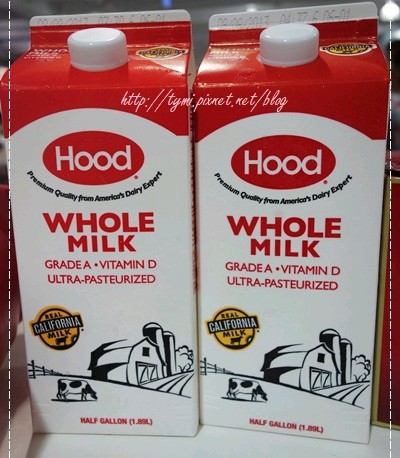 http://tymi.pixnet.net/blog
Hood®
Premium Quality from America's Dairy Expert
WHOLE
MILK
GRADE A • VITAMIN D
ULTRA-PASTEURIZED
REAL
CALIFORNIA
MILK
HALF GALLON (1.89L)
Hood®
Premium Quality from America's Dairy Expert
WHOLE
MILK
GRADE A • VITAMIN D
ULTRA-PASTEURIZED
REAL
CALIFORNIA
MILK
HALF GALLON (1.89L)